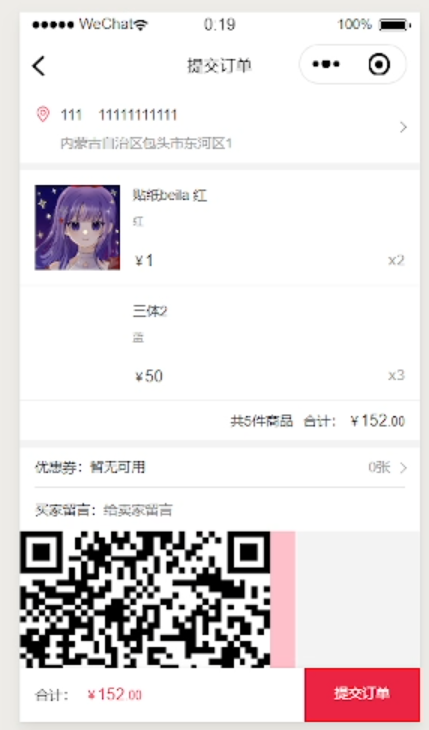 WeChat 0:19 100%
提交订单
111 11111111111
内蒙古自治区包头市东河区1
贴纸beila 红
红
¥1 x2
三体2
蓝
¥50 x3
共5件商品 合计: ¥152.00
优惠券: 暂无可用 0张
买家留言: 给卖家留言
合计: ¥152.00 提交订单